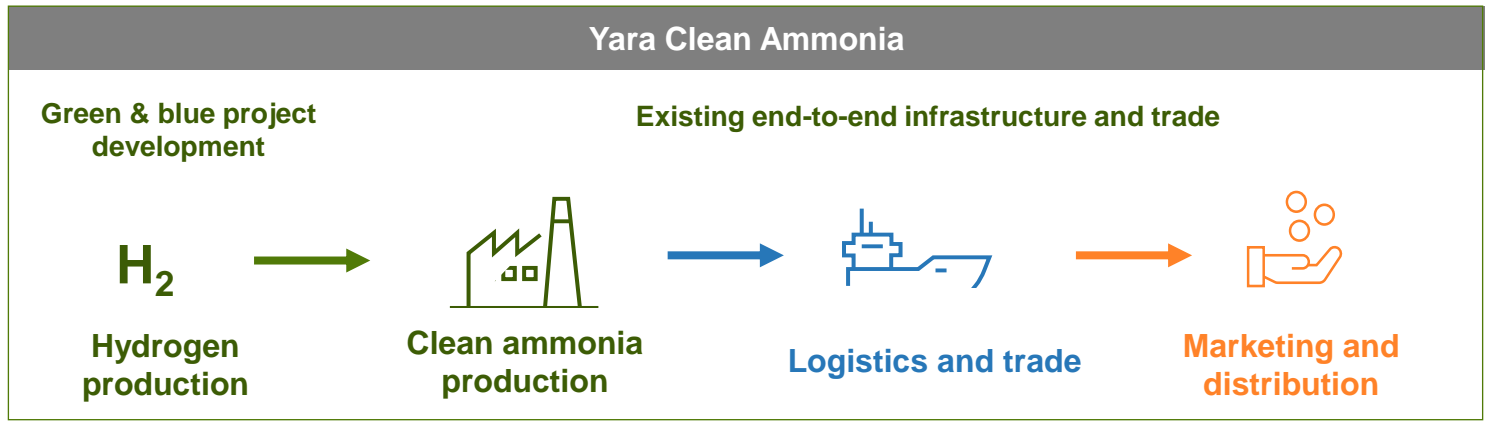 Yara Clean Ammonia
Green & blue project
development
Existing end-to-end infrastructure and trade
H₂
Hydrogen
production
Clean ammonia
production
Logistics and trade
Marketing and
distribution